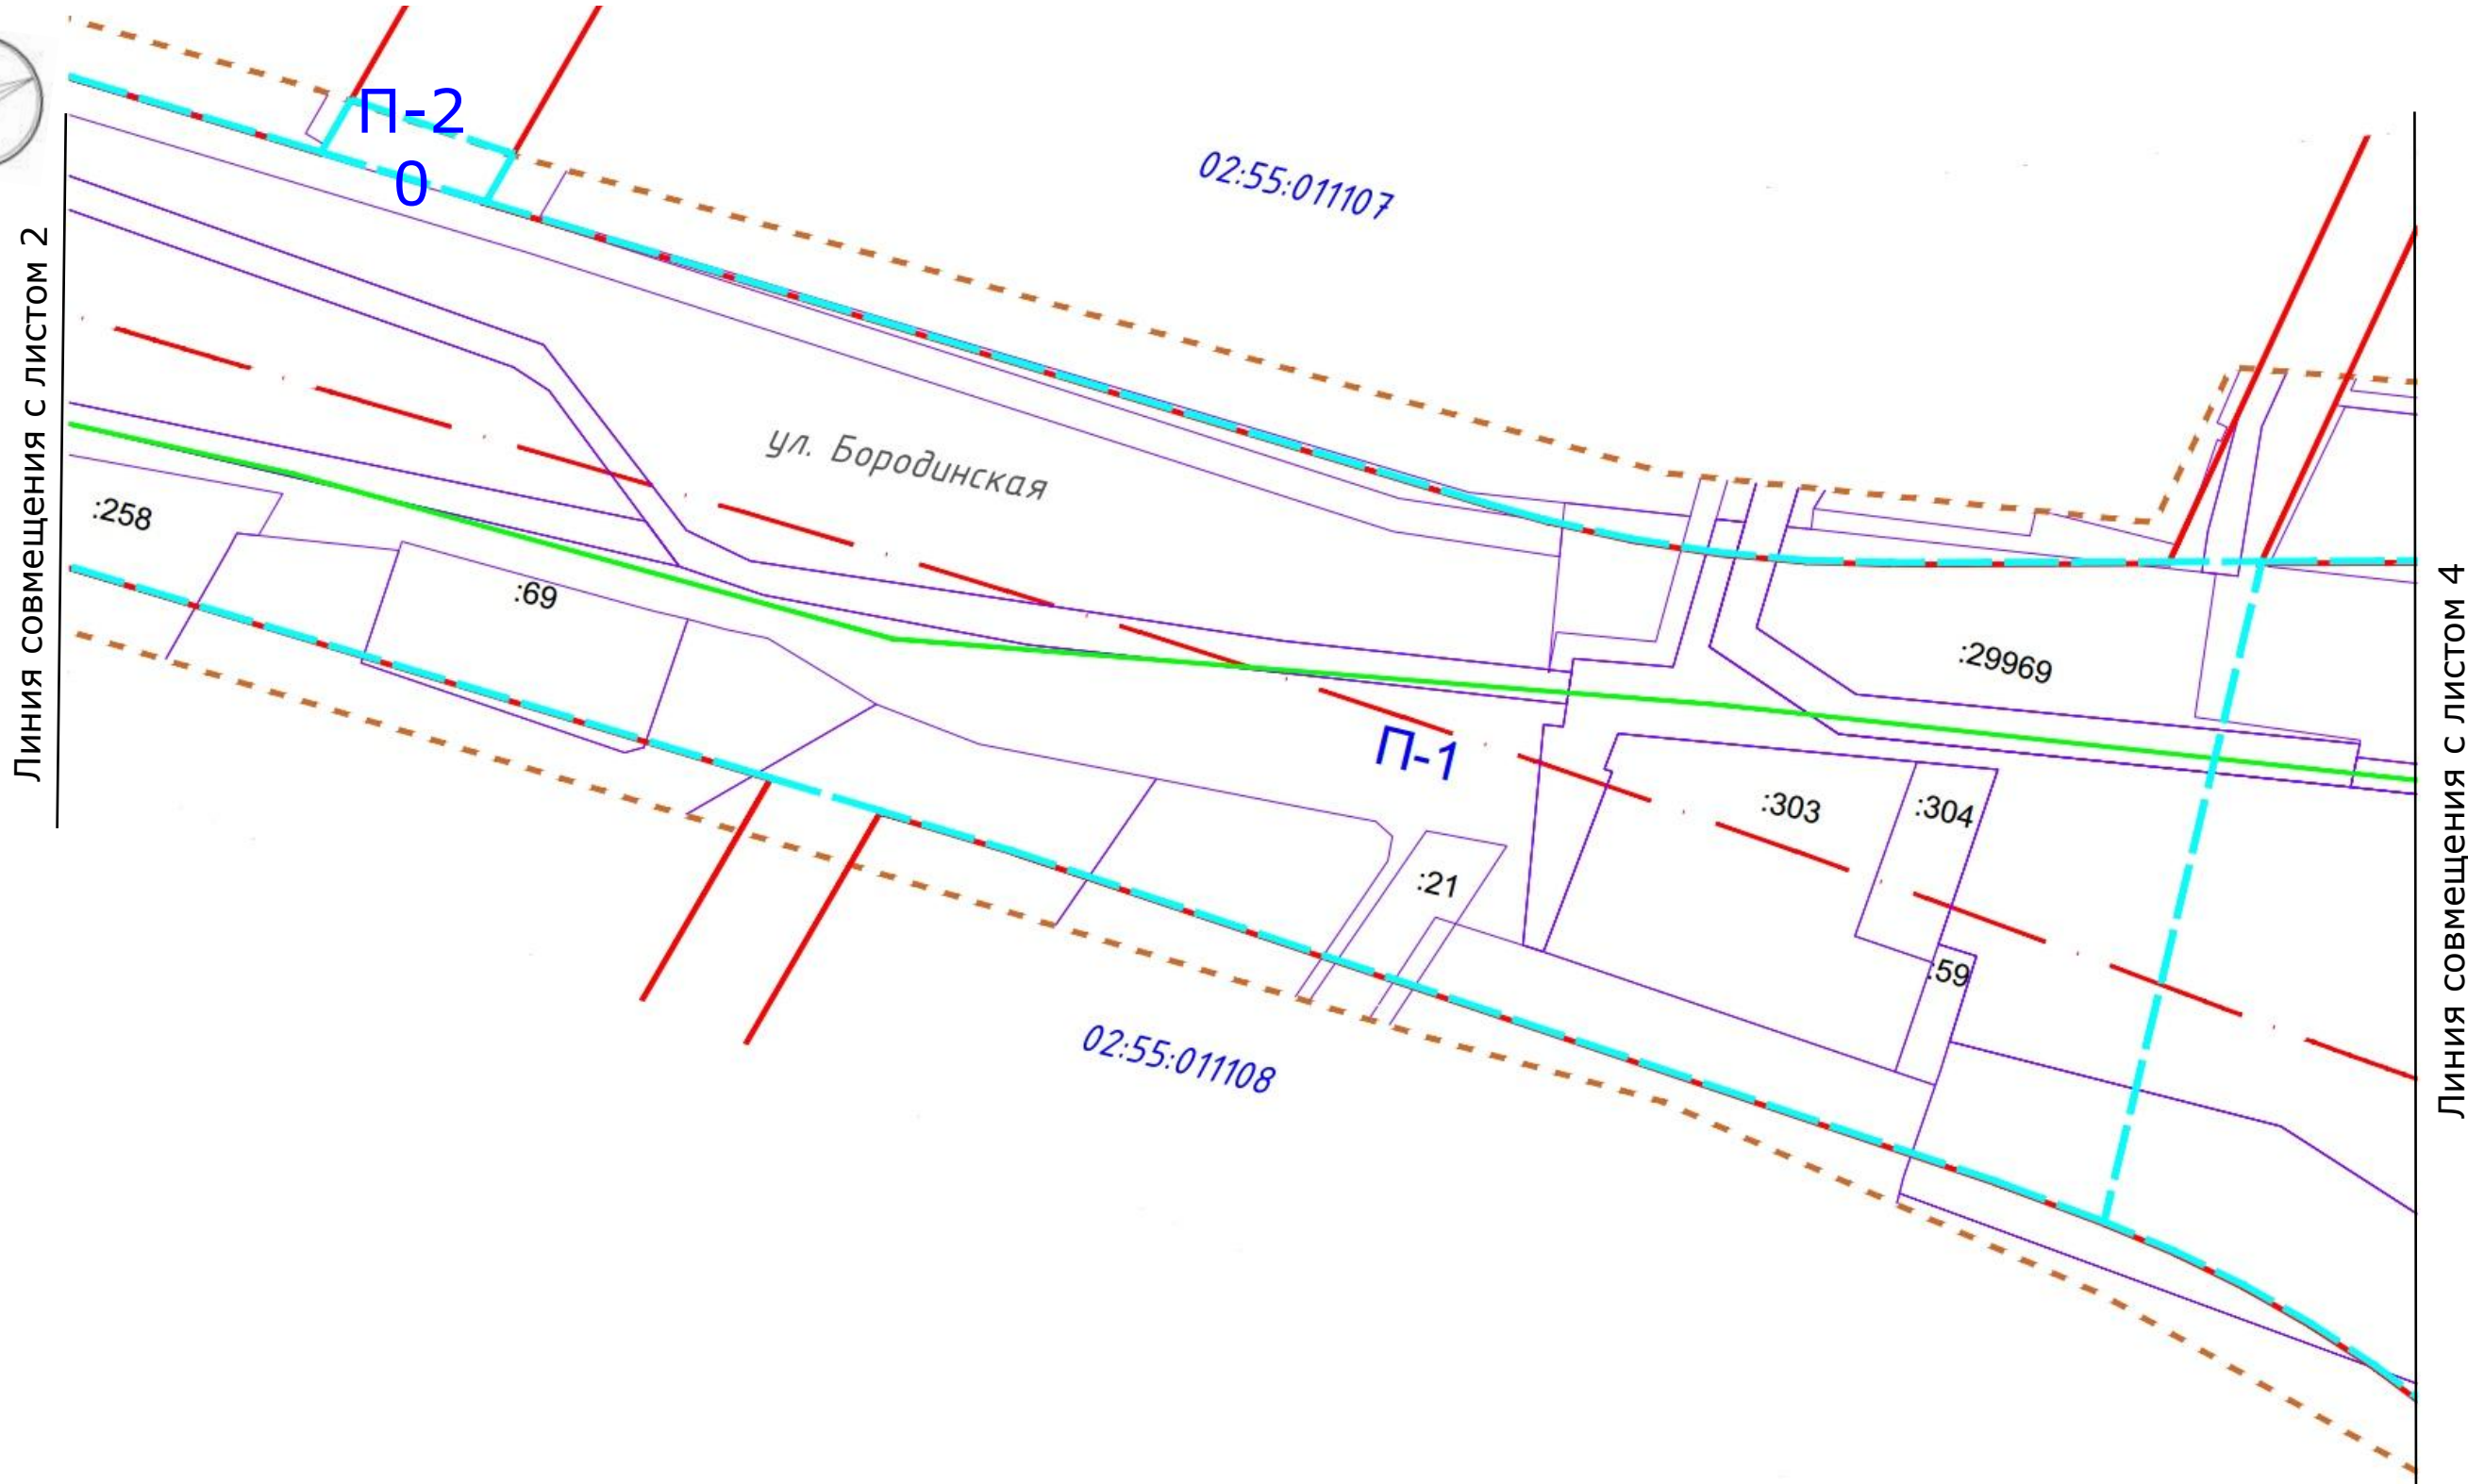 П-2
0
02:55:011107
Линия совмещения с листом 2
ул. Бородинская
:258
:69
:29969
П-1
:303
:304
:21
:59
02:55:011108
Линия совмещения с листом 4